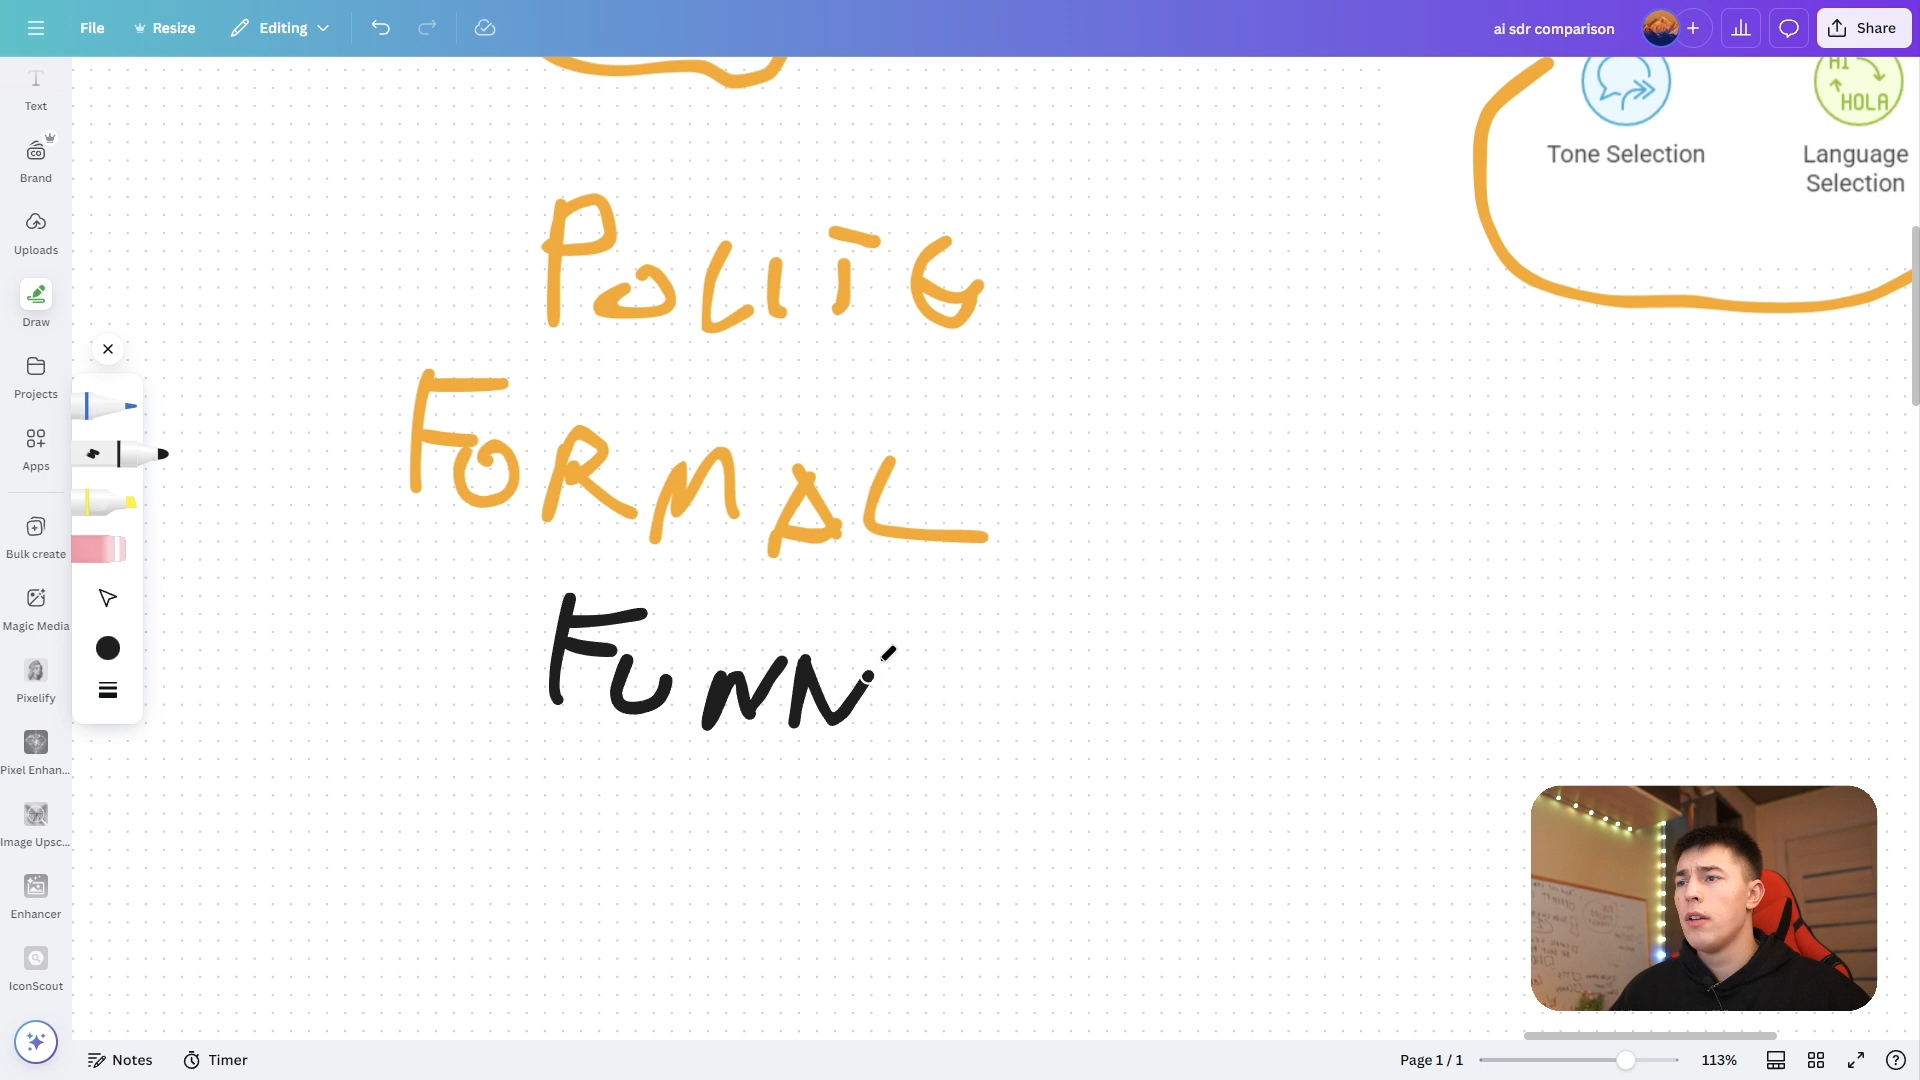 File
Resize
Editing
ai sdr comparison
Share
Text
Brand
Uploads
Draw
Projects
Apps
Bulk create
Magic Media
Pixelify
Pixel Enhan...
Image Upsc...
Enhancer
IconScout
HI
HOLA
Tone Selection
Language
Selection
POLITE
FORMAL
FUNN
Notes
Timer
Page 1 / 1
113%